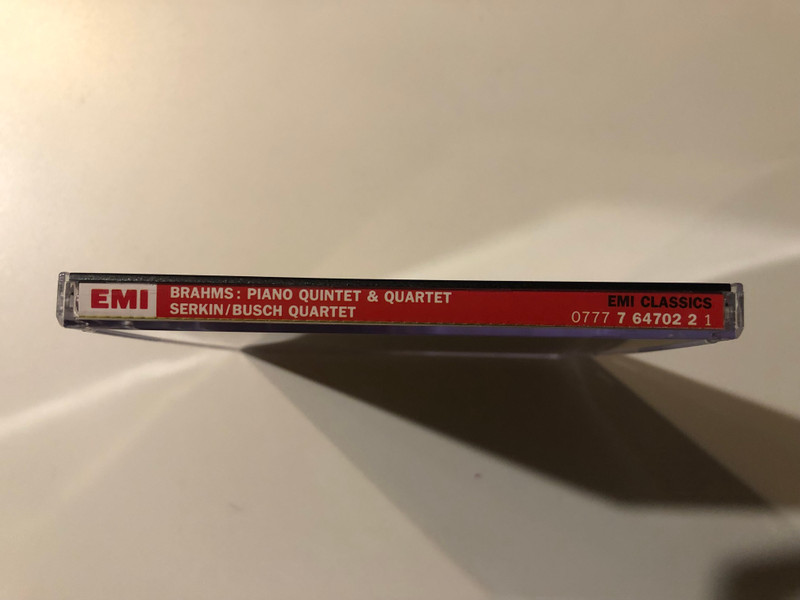 EMI
BRAHMS: PIANO QUINTET & QUARTET
SERKIN/BUSCH QUARTET
EMI CLASSICS
0777 7 64702 2 1